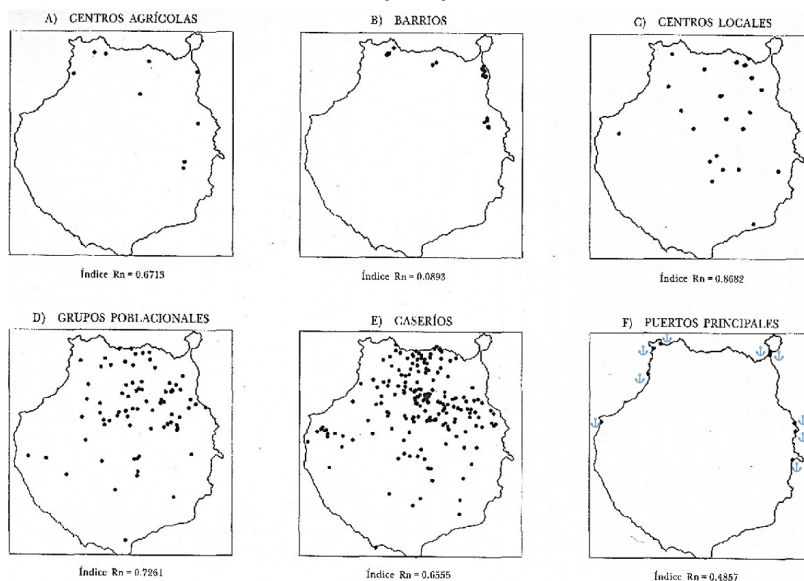 A) CENTROS AGRÍCOLAS
B) BARRIOS
C) CENTROS LOCALES
Índice Rn = 0.6713
Índice Rn = 0.0893
Índice Rn = 0.8682
D) GRUPOS POBLACIONALES
E) CASERÍOS
F) PUERTOS PRINCIPALES
Índice Rn = 0.7261
Índice Rn = 0.6555
Índice Rn = 0.4857